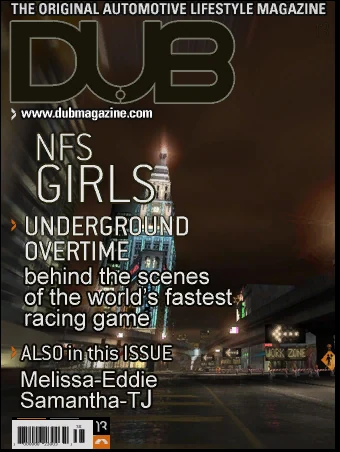 THE ORIGINAL AUTOMOTIVE LIFESTYLE MAGAZINE
DUB
www.dubmagazine.com
NFS
GIRLS
UNDERGROUND
OVERTIME
behind the scenes
of the world's fastest
racing game
ALSO in this ISSUE
Melissa-Eddie
Samantha-TJ
WORK ZONE